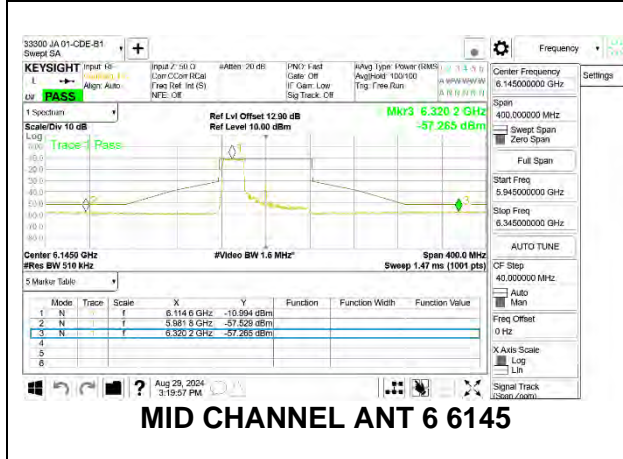 33300 JA 01-CDE-B1
Swept SA
Frequency
KEYSIGHT Input: RF
Input Z: 50 Ω
#Atten: 20 dB
PNO: Fast
#Avg Type: Power (RMS)
L
Align: Auto
Corr CCorr RCal
Gate: Off
Avg|Hold: 100/100
Freq Ref: Int (S)
IF Gain: Low
Trig: Free Run
PASS
NFE: Off
Sig Track: Off
1 Spectrum
Scale/Div 10 dB
Ref Lvl Offset 12.90 dB
Ref Level 10.00 dBm
Mkr3 6.320 2 GHz
-57.265 dBm
Log
Trace 1 Pass
Center 6.1450 GHz
#Video BW 1.6 MHz*
Span 400.0 MHz
#Res BW 510 kHz
Sweep 1.47 ms (1001 pts)
5 Marker Table
Mode Trace Scale X Y Function Function Width Function Value
1 N 1 f 6.114 6 GHz -10.994 dBm
2 N 1 f 5.981 8 GHz -57.529 dBm
3 N 1 f 6.320 2 GHz -57.265 dBm
4
5
6
Aug 29, 2024
3:19:57 PM
Center Frequency
6.145000000 GHz
Settings
Span
400.000000 MHz
Swept Span
Zero Span
Full Span
Start Freq
5.945000000 GHz
Stop Freq
6.345000000 GHz
AUTO TUNE
CF Step
40.000000 MHz
Auto
Man
Freq Offset
0 Hz
X Axis Scale
Log
Lin
Signal Track
(Span Zoom)
MID CHANNEL ANT 6 6145